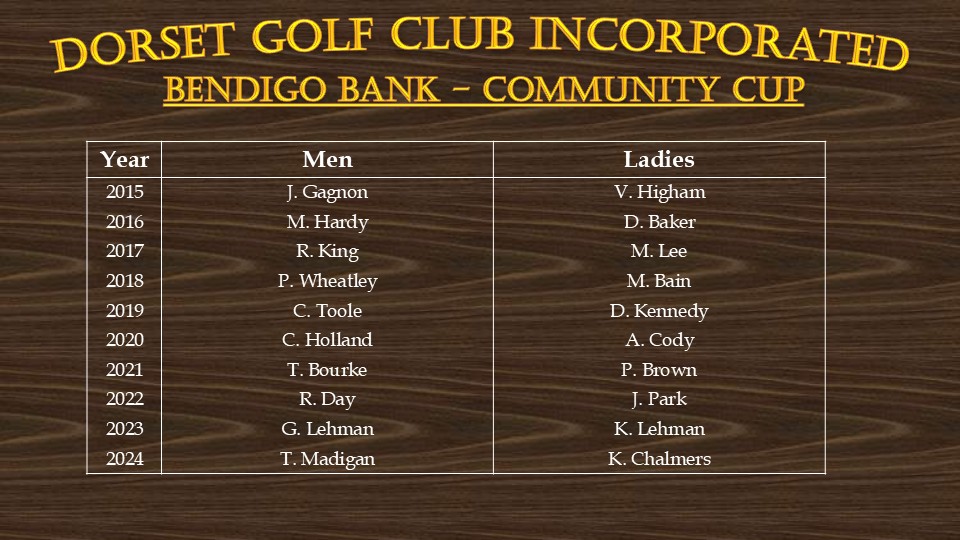 DORSET GOLF CLUB INCORPORATED
BENDIGO BANK - COMMUNITY CUP
Year Men Ladies
2015 J. Gagnon V. Higham
2016 M. Hardy D. Baker
2017 R. King M. Lee
2018 P. Wheatley M. Bain
2019 C. Toole D. Kennedy
2020 C. Holland A. Cody
2021 T. Bourke P. Brown
2022 R. Day J. Park
2023 G. Lehman K. Lehman
2024 T. Madigan K. Chalmers